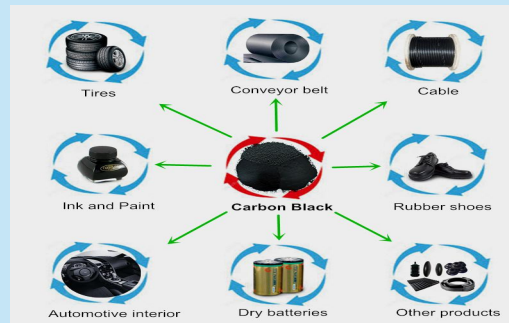 Tires
Conveyor belt
Cable
Ink and Paint
Carbon Black
Rubber shoes
Automotive interior
Dry batteries
Other products